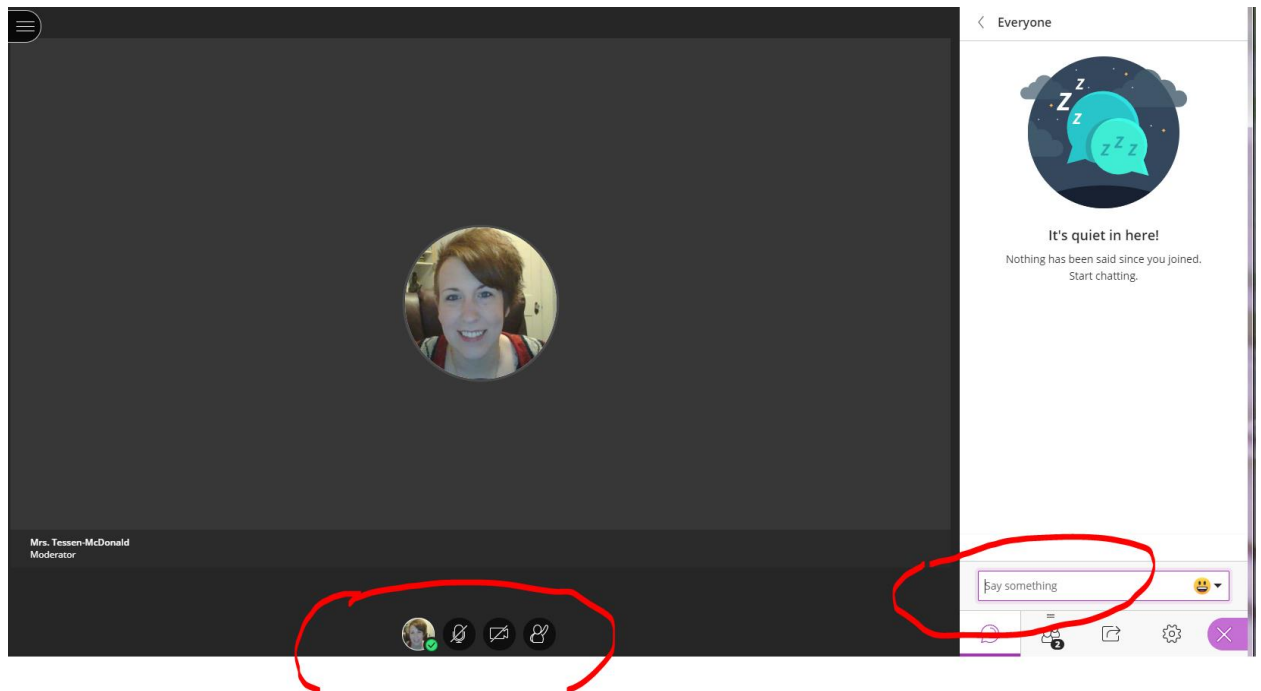 Everyone
Z
Z
Z
Z Z Z
It's quiet in here!
Nothing has been said since you joined.
Start chatting.
Mrs. Tessen-McDonald
Moderator
Say something
2